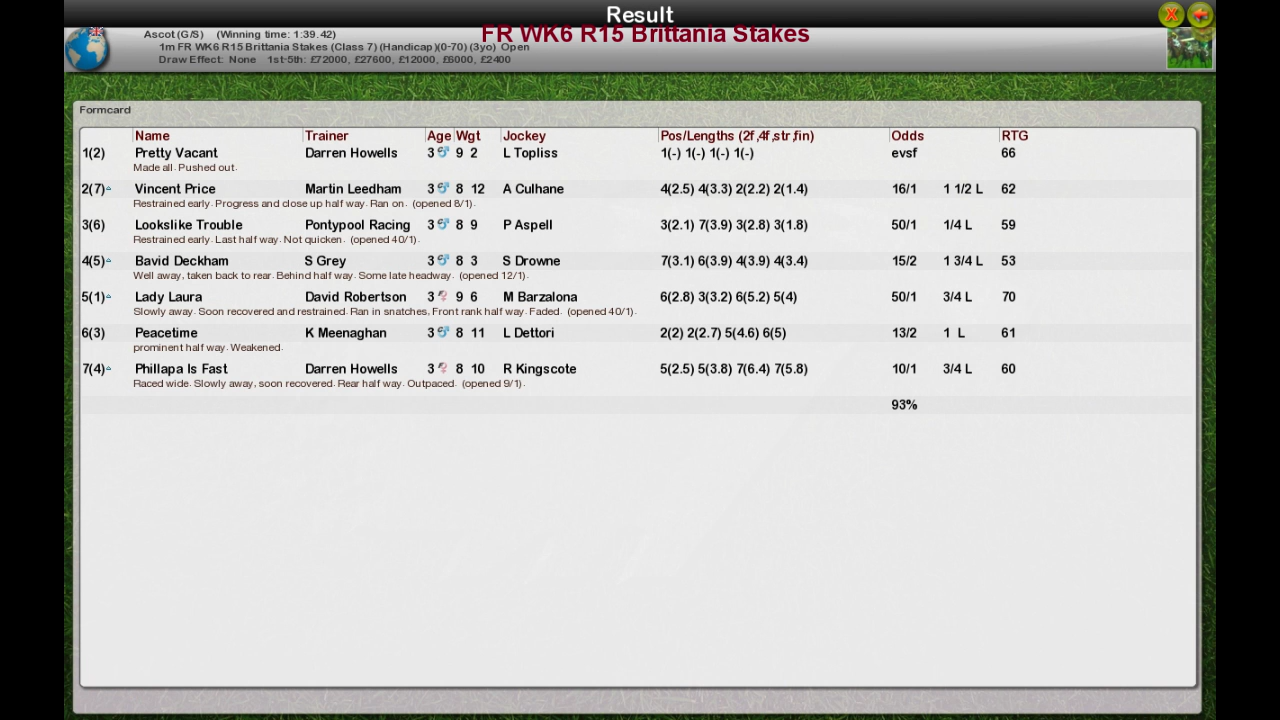 Result
FR WK6 R15 Brittania Stakes
Ascot (G/S) (Winning time: 1:39.42)
1m FR WK6 R15 Brittania Stakes (Class 7) (Handicap)(0-70) (3yo) Open
Draw Effect: None 1st-5th: £72000, £27600, £12000, £6000, £2400
Formcard
Name Trainer Age Wgt Jockey Pos/Lengths (2f,4f,str,fin) Odds RTG
1(2) Pretty Vacant Darren Howells 3 9 2 L Topliss 1(-) 1(-) 1(-) 1(-) evsf 66
Made all. Pushed out.
2(7) Vincent Price Martin Leedham 3 8 12 A Culhane 4(2.5) 4(3.3) 2(2.2) 2(1.4) 16/1 1 1/2 L 62
Restrained early. Progress and close up half way. Ran on. (opened 8/1).
3(6) Lookslike Trouble Pontypool Racing 3 8 9 P Aspell 3(2.1) 7(3.9) 3(2.8) 3(1.8) 50/1 1/4 L 59
Restrained early. Last half way. Not quicken. (opened 40/1).
4(5) Bavid Deckham S Grey 3 8 3 S Drowne 7(3.1) 6(3.9) 4(3.9) 4(3.4) 15/2 1 3/4 L 53
Well away, taken back to rear. Behind half way. Some late headway. (opened 12/1).
5(1) Lady Laura David Robertson 3 9 6 M Barzalona 6(2.8) 3(3.2) 6(5.2) 5(4) 50/1 3/4 L 70
Slowly away. Soon recovered and restrained. Ran in snatches, Front rank half way. Faded. (opened 40/1).
6(3) Peacetime K Meenaghan 3 8 11 L Dettori 2(2) 2(2.7) 5(4.6) 6(5) 13/2 1 L 61
prominent half way. Weakened.
7(4) Phillapa Is Fast Darren Howells 3 8 10 R Kingscote 5(2.5) 5(3.8) 7(6.4) 7(5.8) 10/1 3/4 L 60
Raced wide. Slowly away, soon recovered. Rear half way. Outpaced. (opened 9/1).
93%